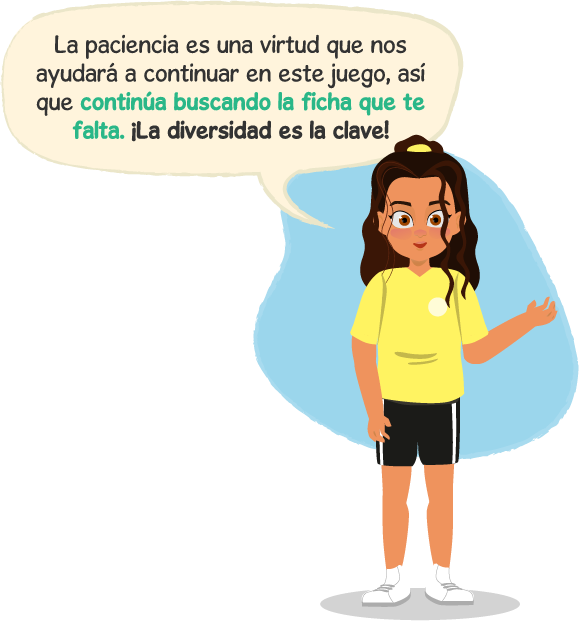 La paciencia es una virtud que nos
ayudará a continuar en este juego, así
que continúa buscando la ficha que te
falta. ¡La diversidad es la clave!